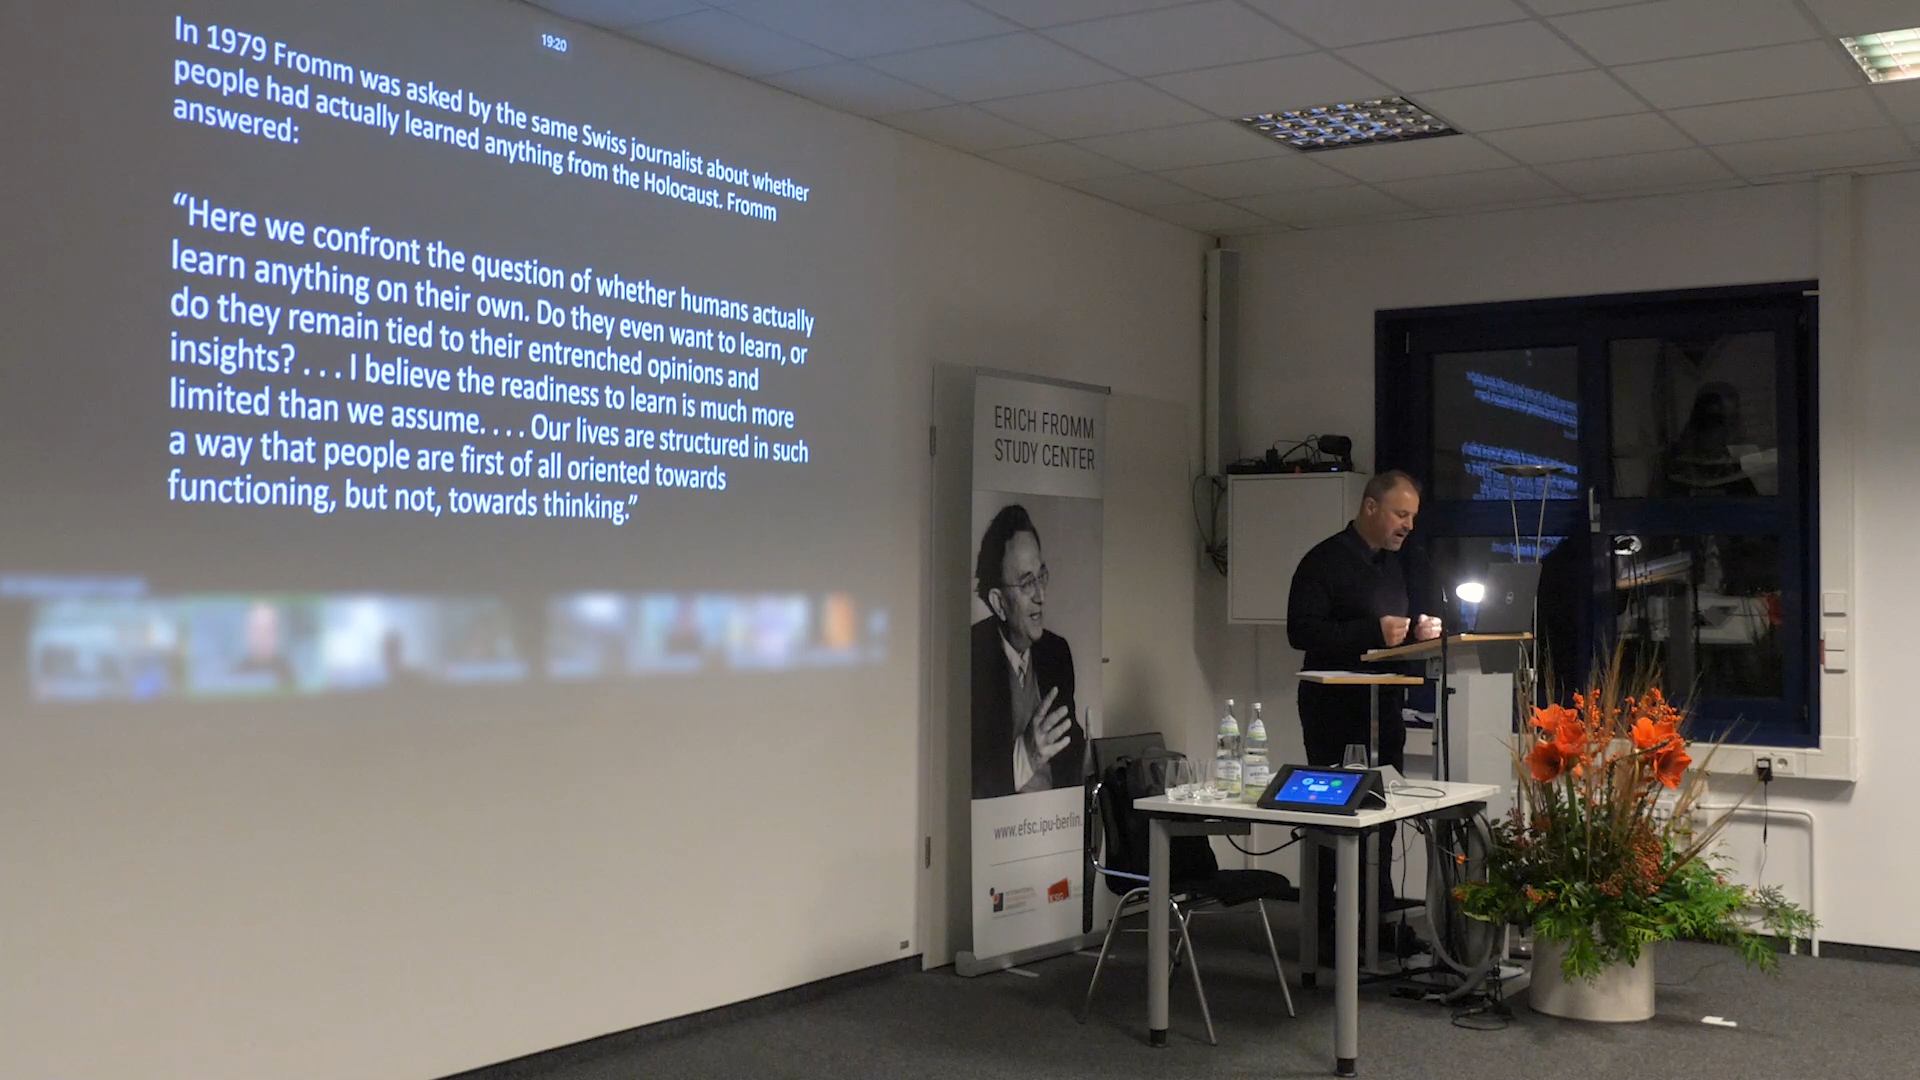 19:20
In 1979 Fromm was asked by the same Swiss journalist about whether
people had actually learned anything from the Holocaust. Fromm
answered:
“Here we confront the question of whether humans actually
learn anything on their own. Do they even want to learn, or
do they remain tied to their entrenched opinions and
insights? . . . I believe the readiness to learn is much more
limited than we assume. . . . Our lives are structured in such
a way that people are first of all oriented towards
functioning, but not, towards thinking.”
ERICH FROMM
STUDY CENTER
www.efsc.ipu-berlin.
INTERNATIONAL
PSYCHOANALYTIC
UNIVERSITY